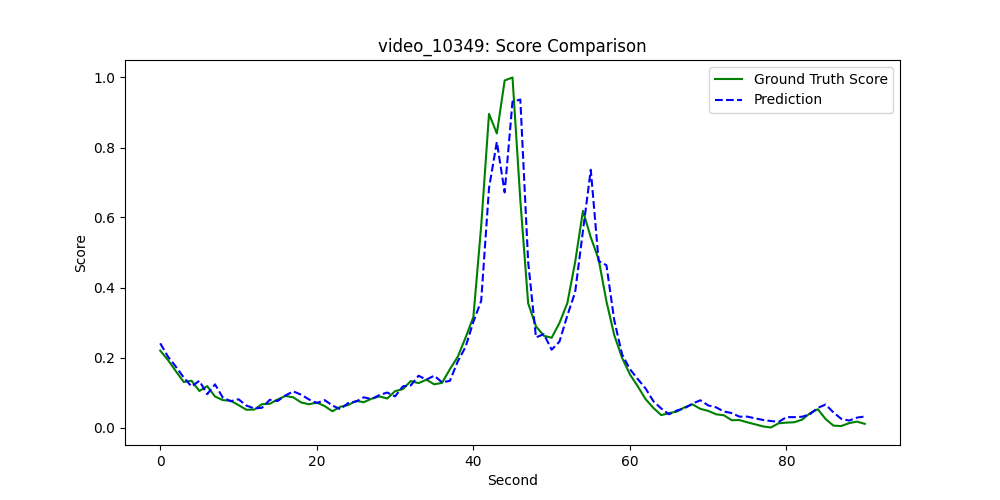 video_10349: Score Comparison
Ground Truth Score
Prediction
1.0
0.8
0.6
0.4
0.2
0.0
Score
0 20 40 60 80
Second